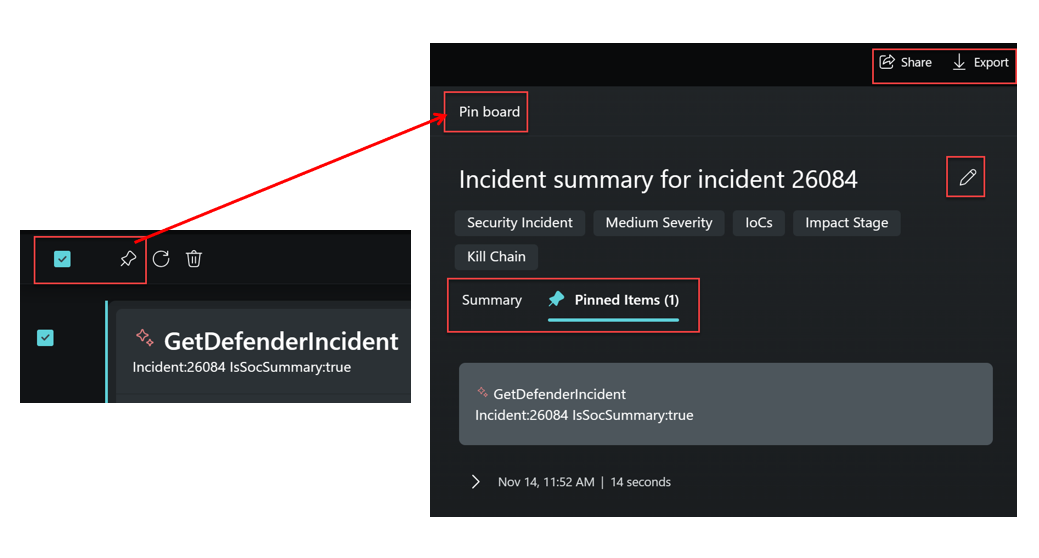 Share Export
Pin board
Incident summary for incident 26084
Security Incident Medium Severity IoCs Impact Stage
Kill Chain
Summary Pinned Items (1)
GetDefenderIncident
Incident:26084 IsSocSummary:true
GetDefenderIncident
Incident:26084 IsSocSummary:true
Nov 14, 11:52 AM | 14 seconds